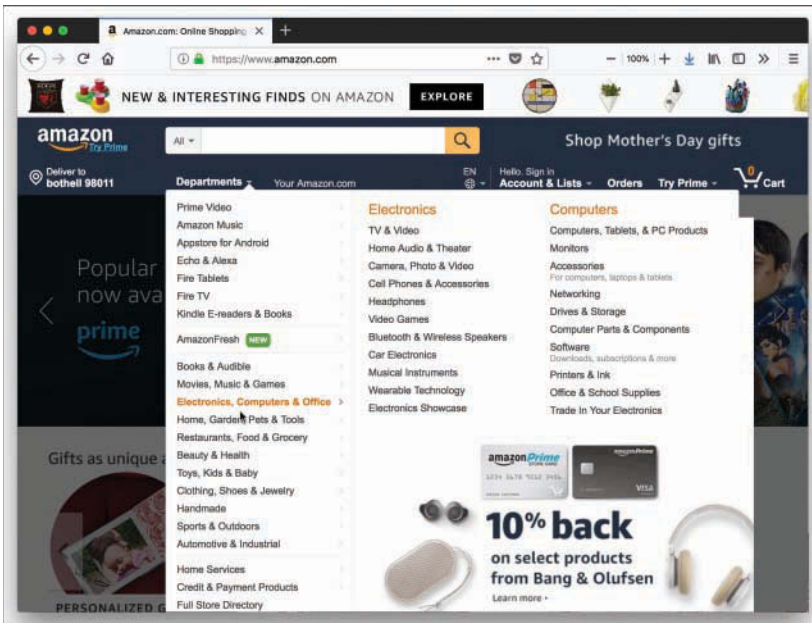 Amazon.com: Online Shopping
https://www.amazon.com
100%
NEW & INTERESTING FINDS ON AMAZON EXPLORE
amazon
Try Prime
All
Shop Mother's Day gifts
Deliver to
bothell 98011
Departments
Your Amazon.com
EN
Hello. Sign in
Account & Lists
Orders
Try Prime
0
Cart
Popular
now ava
prime
Gifts as unique a
PERSONALIZED G
Prime Video
Amazon Music
Appstore for Android
Echo & Alexa
Fire Tablets
Fire TV
Kindle E-readers & Books
AmazonFresh NEW
Books & Audible
Movies, Music & Games
Electronics, Computers & Office
Home, Garden, Pets & Tools
Restaurants, Food & Grocery
Beauty & Health
Toys, Kids & Baby
Clothing, Shoes & Jewelry
Handmade
Sports & Outdoors
Automotive & Industrial
Home Services
Credit & Payment Products
Full Store Directory
Electronics
TV & Video
Home Audio & Theater
Camera, Photo & Video
Cell Phones & Accessories
Headphones
Video Games
Bluetooth & Wireless Speakers
Car Electronics
Musical Instruments
Wearable Technology
Electronics Showcase
Computers
Computers, Tablets, & PC Products
Monitors
Accessories
For computers, laptops & tablets
Networking
Drives & Storage
Computer Parts & Components
Software
Downloads, subscriptions & more
Printers & Ink
Office & School Supplies
Trade In Your Electronics
amazonPrime
STORE CARD
amazonPrime
VISA
10% back
on select products
from Bang & Olufsen
Learn more